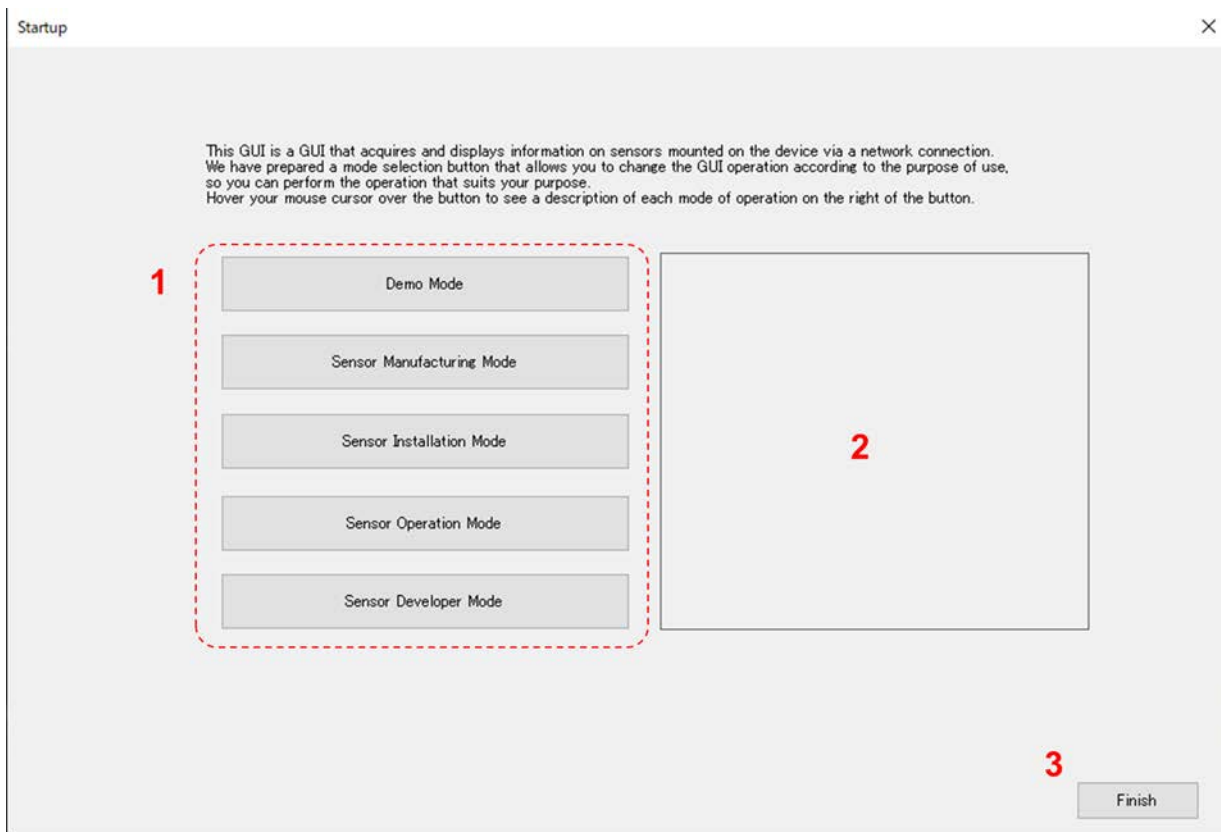 Startup
This GUI is a GUI that acquires and displays information on sensors mounted on the device via a network connection.
We have prepared a mode selection button that allows you to change the GUI operation according to the purpose of use,
so you can perform the operation that suits your purpose.
Hover your mouse cursor over the button to see a description of each mode of operation on the right of the button.
1
Demo Mode
Sensor Manufacturing Mode
Sensor Installation Mode
2
Sensor Operation Mode
Sensor Developer Mode
3
Finish